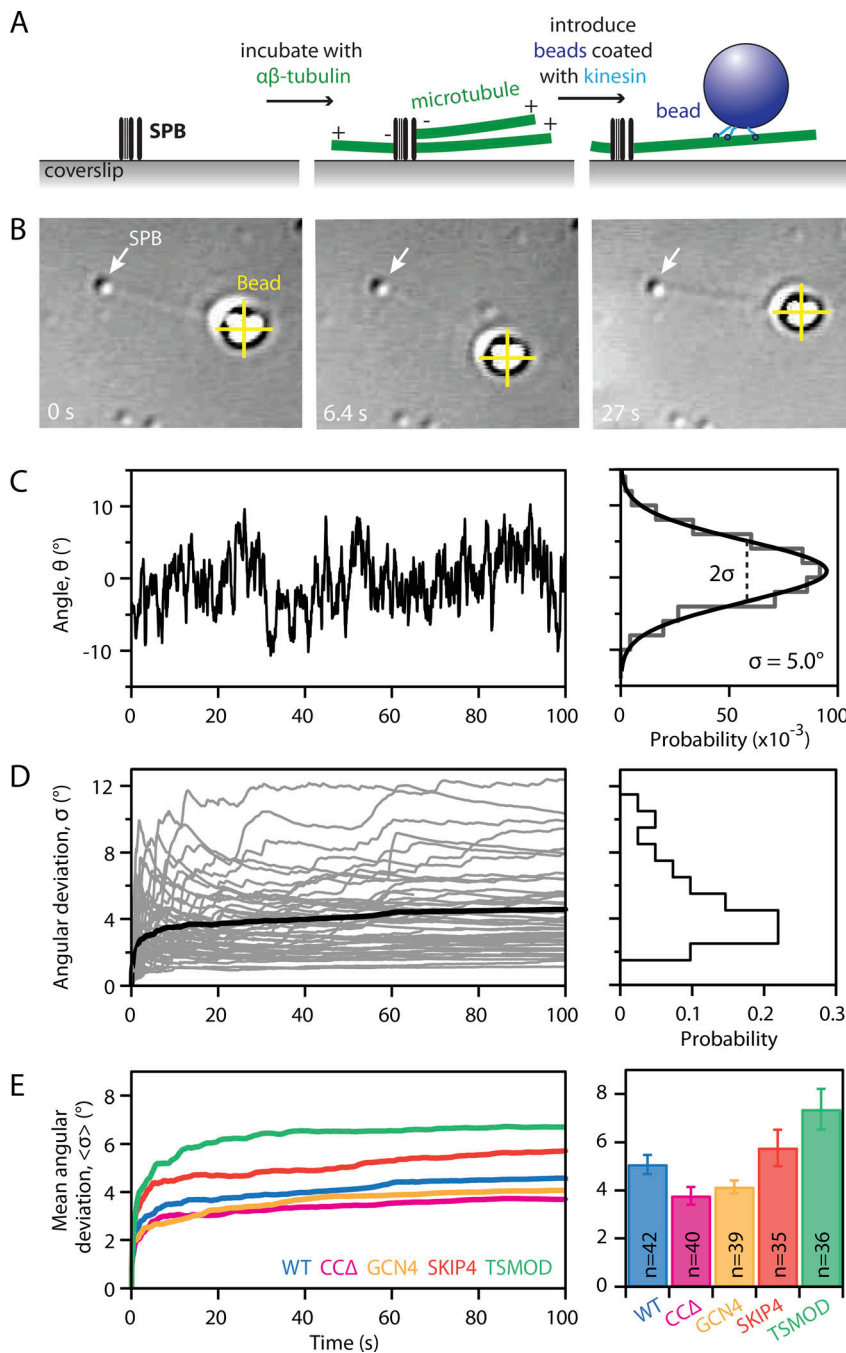 A
incubate with
αβ-tubulin
introduce
beads coated
with kinesin
SPB
coverslip
microtubule
+
-
-
+
+
bead
B
SPB
Bead
0 s
6.4 s
27 s
C
Angle, θ (°)
10
0
-10
0
20
40
60
80
100
2σ
σ = 5.0°
0
50
100
Probability (x10⁻³)
D
Angular deviation, σ (°)
12
8
4
0
0
20
40
60
80
100
0
0.1
0.2
0.3
Probability
E
Mean angular
deviation, <σ> (°)
8
6
4
2
0
WT CCΔ GCN4 SKIP4 TSMOD
0
20
40
60
80
100
Time (s)
8
6
4
2
0
n=42
n=40
n=39
n=35
n=36
WT
CCΔ
GCN4
SKIP4
TSMOD